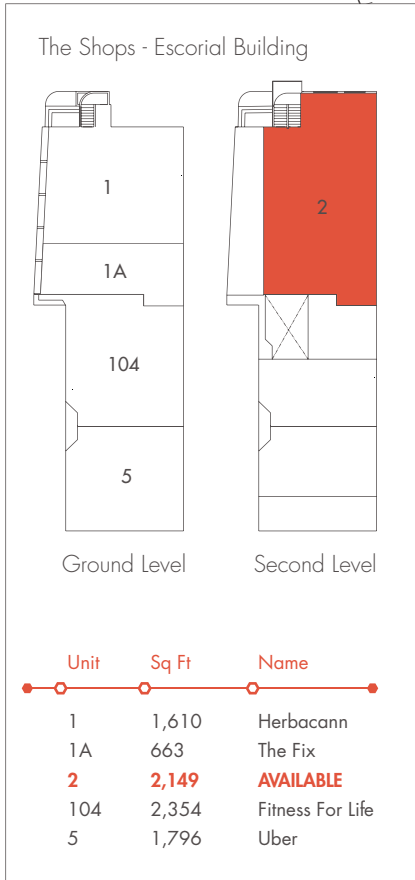 The Shops - Escorial Building
1
2
1A
104
5
Ground Level
Second Level
Unit Sq Ft Name
1 1,610 Herbacann
1A 663 The Fix
2 2,149 AVAILABLE
104 2,354 Fitness For Life
5 1,796 Uber